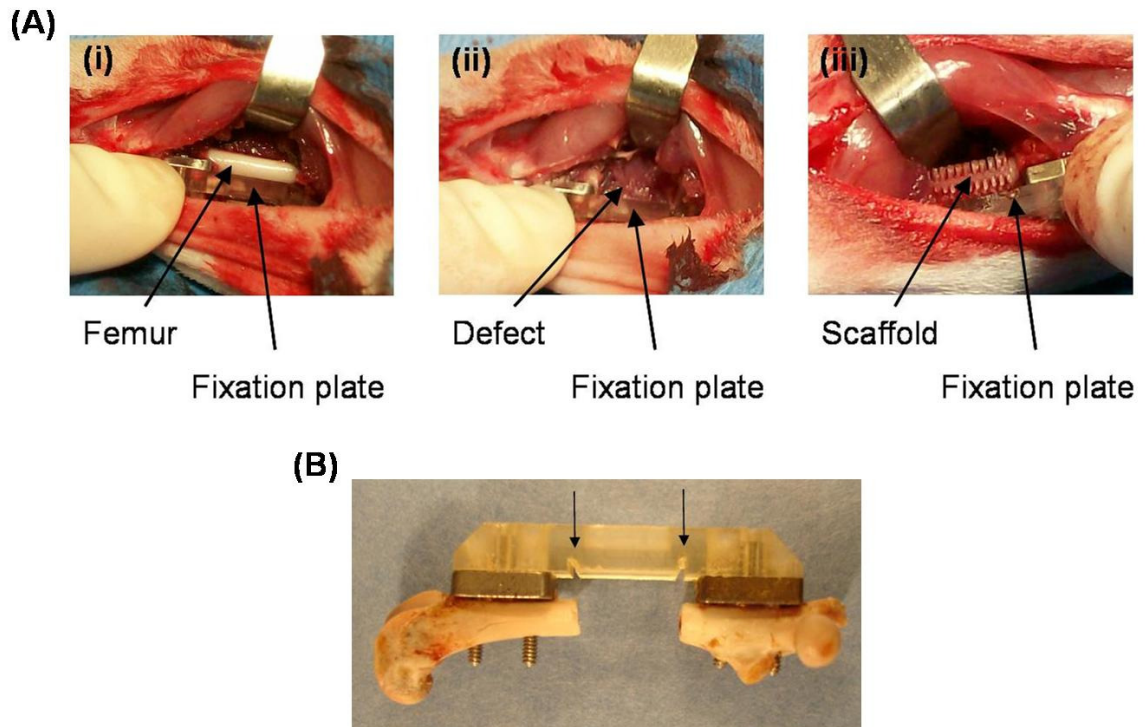 (A)
(i) (ii) (iii)
Femur Defect Scaffold
Fixation plate Fixation plate Fixation plate
(B)